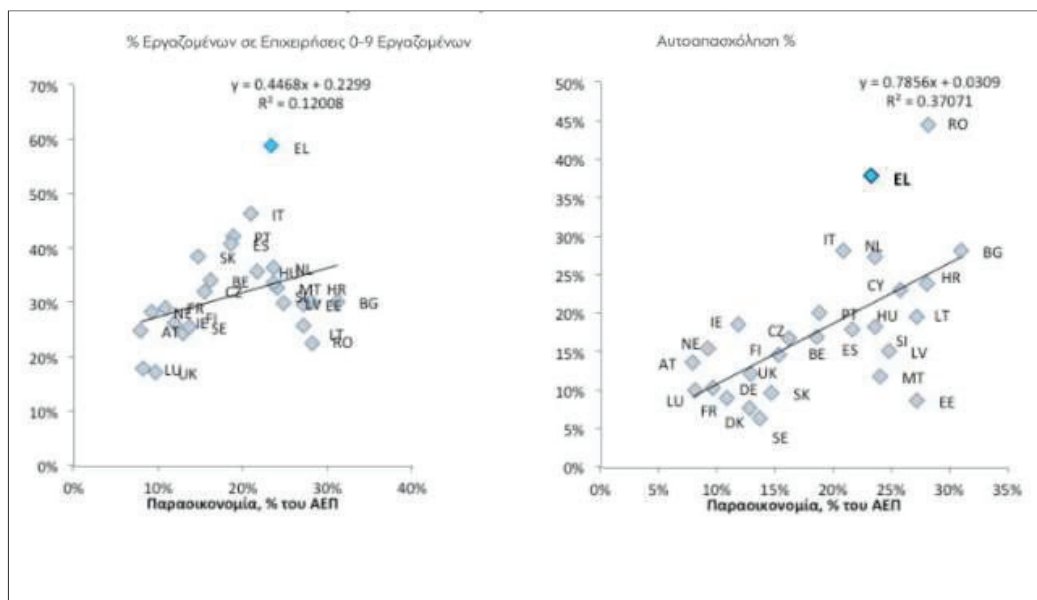 % Εργαζομένων σε Επιχειρήσεις 0-9 Εργαζομένων
y = 0.4468x + 0.2299
R² = 0.12008
70%
60%
50%
40%
30%
20%
10%
0%
EL
IT
PT
ES
SK
NL
HU
BE
CZ
MT
HR
SI
LV
EE
BG
FR
NE
FI
IE
SE
AT
LT
RO
LU
UK
0%
10%
20%
30%
40%
Παραοικονομία, % του ΑΕΠ
Αυτοαπασχόληση %
y = 0.7856x + 0.0309
R² = 0.37071
50%
45%
40%
35%
30%
25%
20%
15%
10%
5%
0%
RO
EL
IT
NL
BG
CY
HR
IE
PT
HU
LT
CZ
NE
FI
BE
ES
SI
LV
AT
UK
MT
LU
FR
DE
SK
EE
DK
SE
0%
5%
10%
15%
20%
25%
30%
35%
Παραοικονομία, % του ΑΕΠ